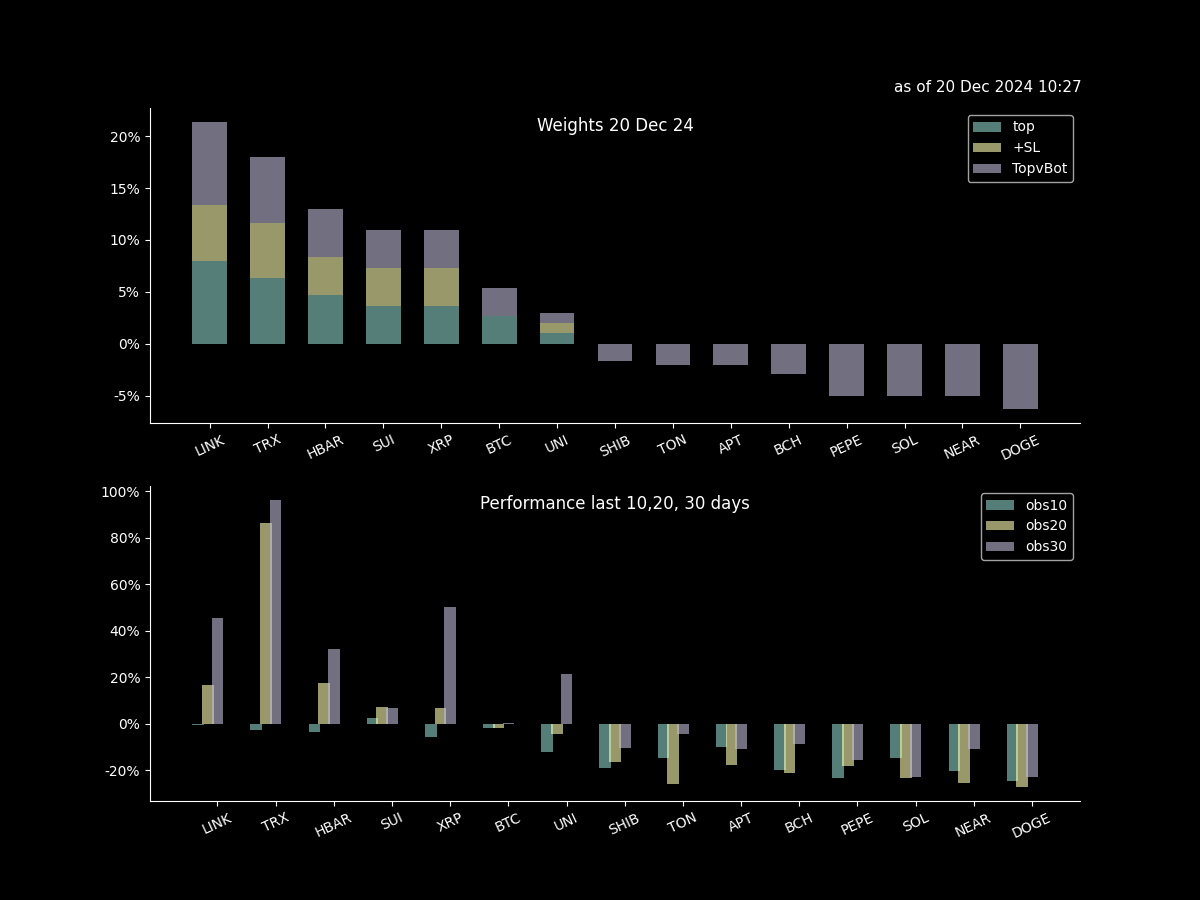 as of 20 Dec 2024 10:27
Weights 20 Dec 24
top
+SL
TopvBot
20%
15%
10%
5%
0%
-5%
LINK TRX HBAR SUI XRP BTC UNI SHIB TON APT BCH PEPE SOL NEAR DOGE
Performance last 10,20, 30 days
obs10
obs20
obs30
100%
80%
60%
40%
20%
0%
-20%
LINK TRX HBAR SUI XRP BTC UNI SHIB TON APT BCH PEPE SOL NEAR DOGE